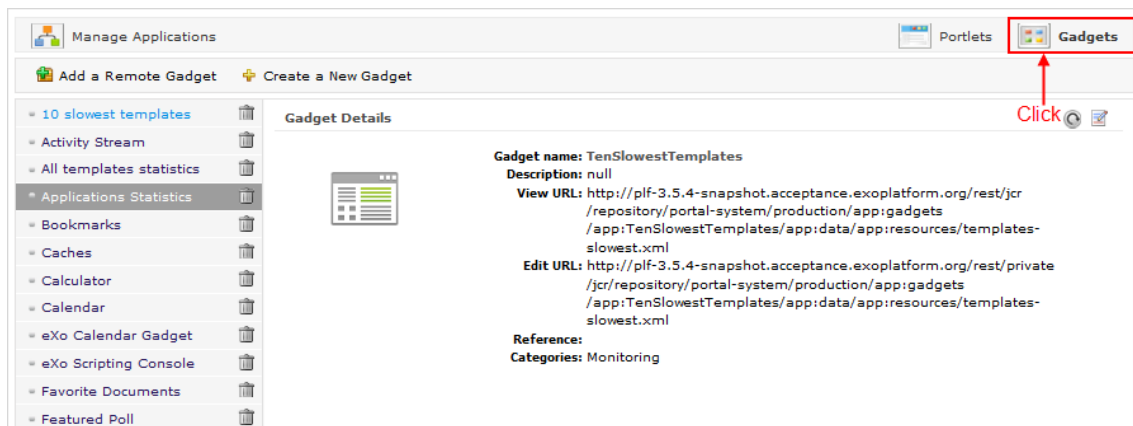 Manage Applications
Portlets
Gadgets
Add a Remote Gadget
Create a New Gadget
Click
10 slowest templates
Activity Stream
All templates statistics
Applications Statistics
Bookmarks
Caches
Calculator
Calendar
eXo Calendar Gadget
eXo Scripting Console
Favorite Documents
Featured Poll
Gadget Details
Gadget name: TenSlowestTemplates
Description: null
View URL: http://plf-3.5.4-snapshot.acceptance.exoplatform.org/rest/jcr
/repository/portal-system/production/app:gadgets
/app:TenSlowestTemplates/app:data/app:resources/templates-
slowest.xml
Edit URL: http://plf-3.5.4-snapshot.acceptance.exoplatform.org/rest/private
/jcr/repository/portal-system/production/app:gadgets
/app:TenSlowestTemplates/app:data/app:resources/templates-
slowest.xml
Reference:
Categories: Monitoring